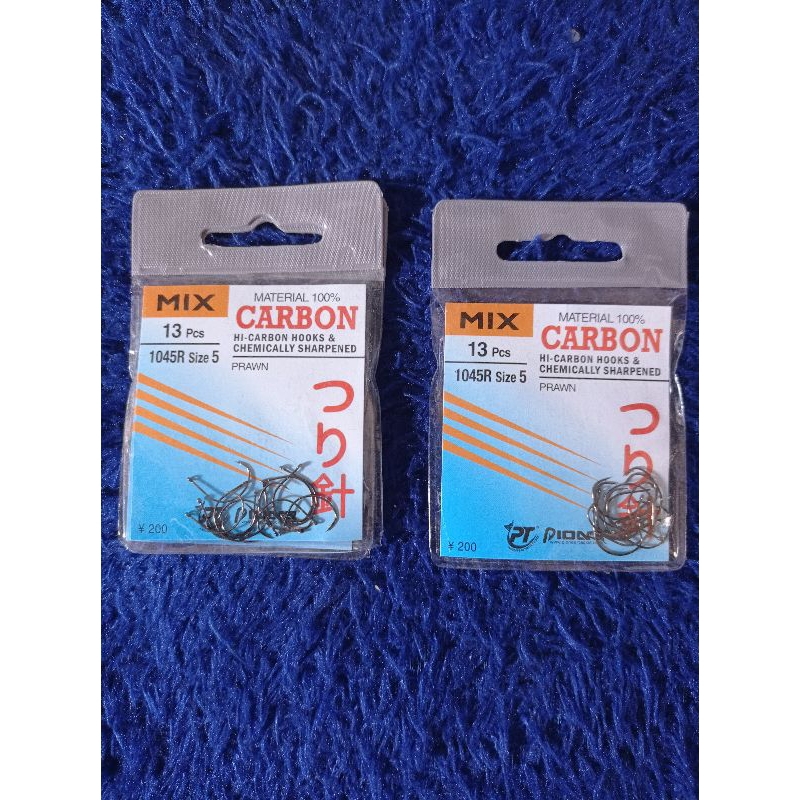 MIX
13 Pcs
1045R Size 5
MATERIAL 100%
CARBON
HI-CARBON HOOKS &
CHEMICALLY SHARPENED
PRAWN
つり針
¥ 200
MIX
13 Pcs
1045R Size 5
MATERIAL 100%
CARBON
HI-CARBON HOOKS &
CHEMICALLY SHARPENED
PRAWN
つり
PT
¥ 200